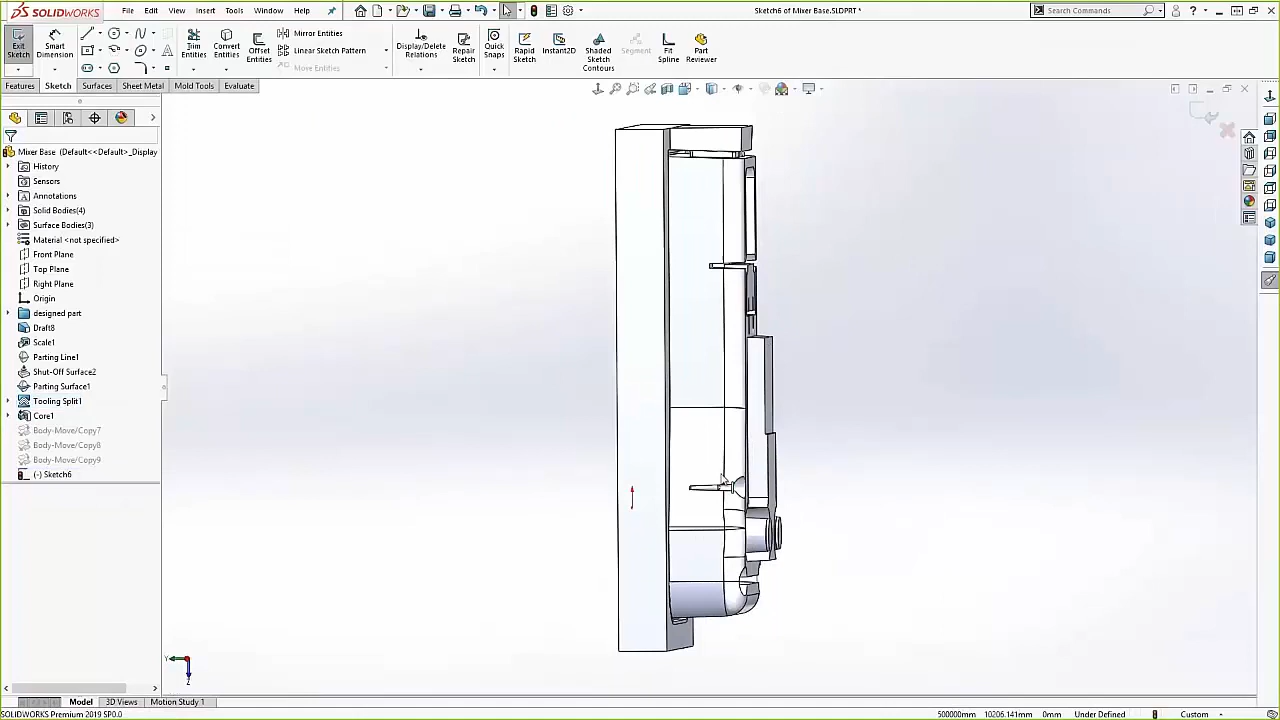 SOLIDWORKS File Edit View Insert Tools Window Help Sketch6 of Mixer Base.SLDPRT * Search Commands
Exit Sketch
Smart Dimension
Trim Entities
Convert Entities
Offset Entities
Mirror Entities
Linear Sketch Pattern
Move Entities
Display/Delete Relations
Repair Sketch
Quick Snaps
Rapid Sketch
Instant2D
Shaded Sketch Contours
Segment
Fit Spline
Part Reviewer
Features Sketch Surfaces Sheet Metal Mold Tools Evaluate
Mixer Base (Default<<Default>_Display
History
Sensors
Annotations
Solid Bodies(4)
Surface Bodies(3)
Material <not specified>
Front Plane
Top Plane
Right Plane
Origin
designed part
Draft8
Scale1
Parting Line1
Shut-Off Surface2
Parting Surface1
Tooling Split1
Core1
Body-Move/Copy7
Body-Move/Copy8
Body-Move/Copy9
(-) Sketch6
Y
Z
Model 3D Views Motion Study 1
SOLIDWORKS Premium 2019 SP0.0 500000mm 10206.141mm 0mm Under Defined Custom